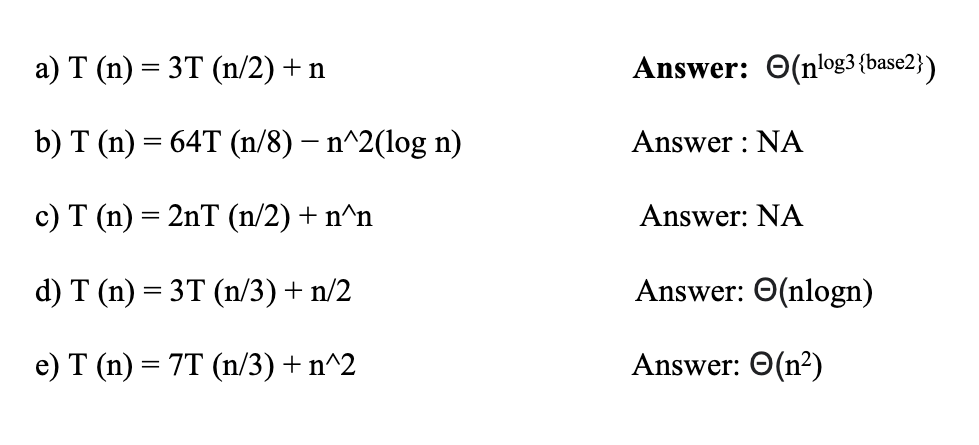 a) T (n) = 3T (n/2) + n Answer: Θ(n^log3{base2})
b) T (n) = 64T (n/8) – n^2(log n) Answer : NA
c) T (n) = 2nT (n/2) + n^n Answer: NA
d) T (n) = 3T (n/3) + n/2 Answer: Θ(nlogn)
e) T (n) = 7T (n/3) + n^2 Answer: Θ(n²)